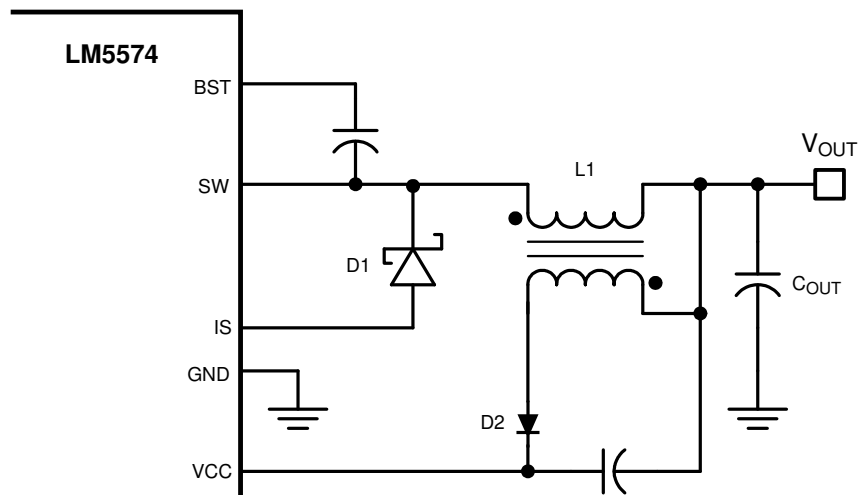 LM5574
BST
SW
L1
VOUT
D1
COUT
IS
GND
D2
VCC